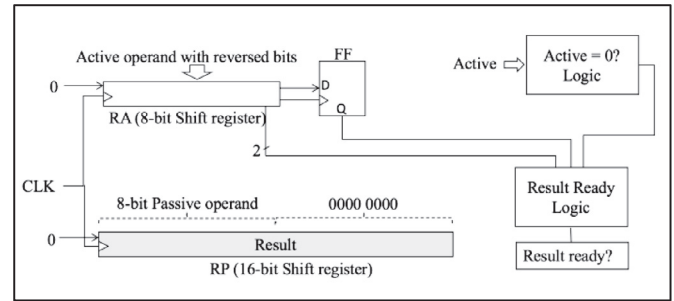 Active operand with reversed bits
FF
Active
Active = 0?
Logic
0
D
RA (8-bit Shift register)
Q
2
CLK
8-bit Passive operand
0000 0000
Result Ready
Logic
0
Result
Result ready?
RP (16-bit Shift register)